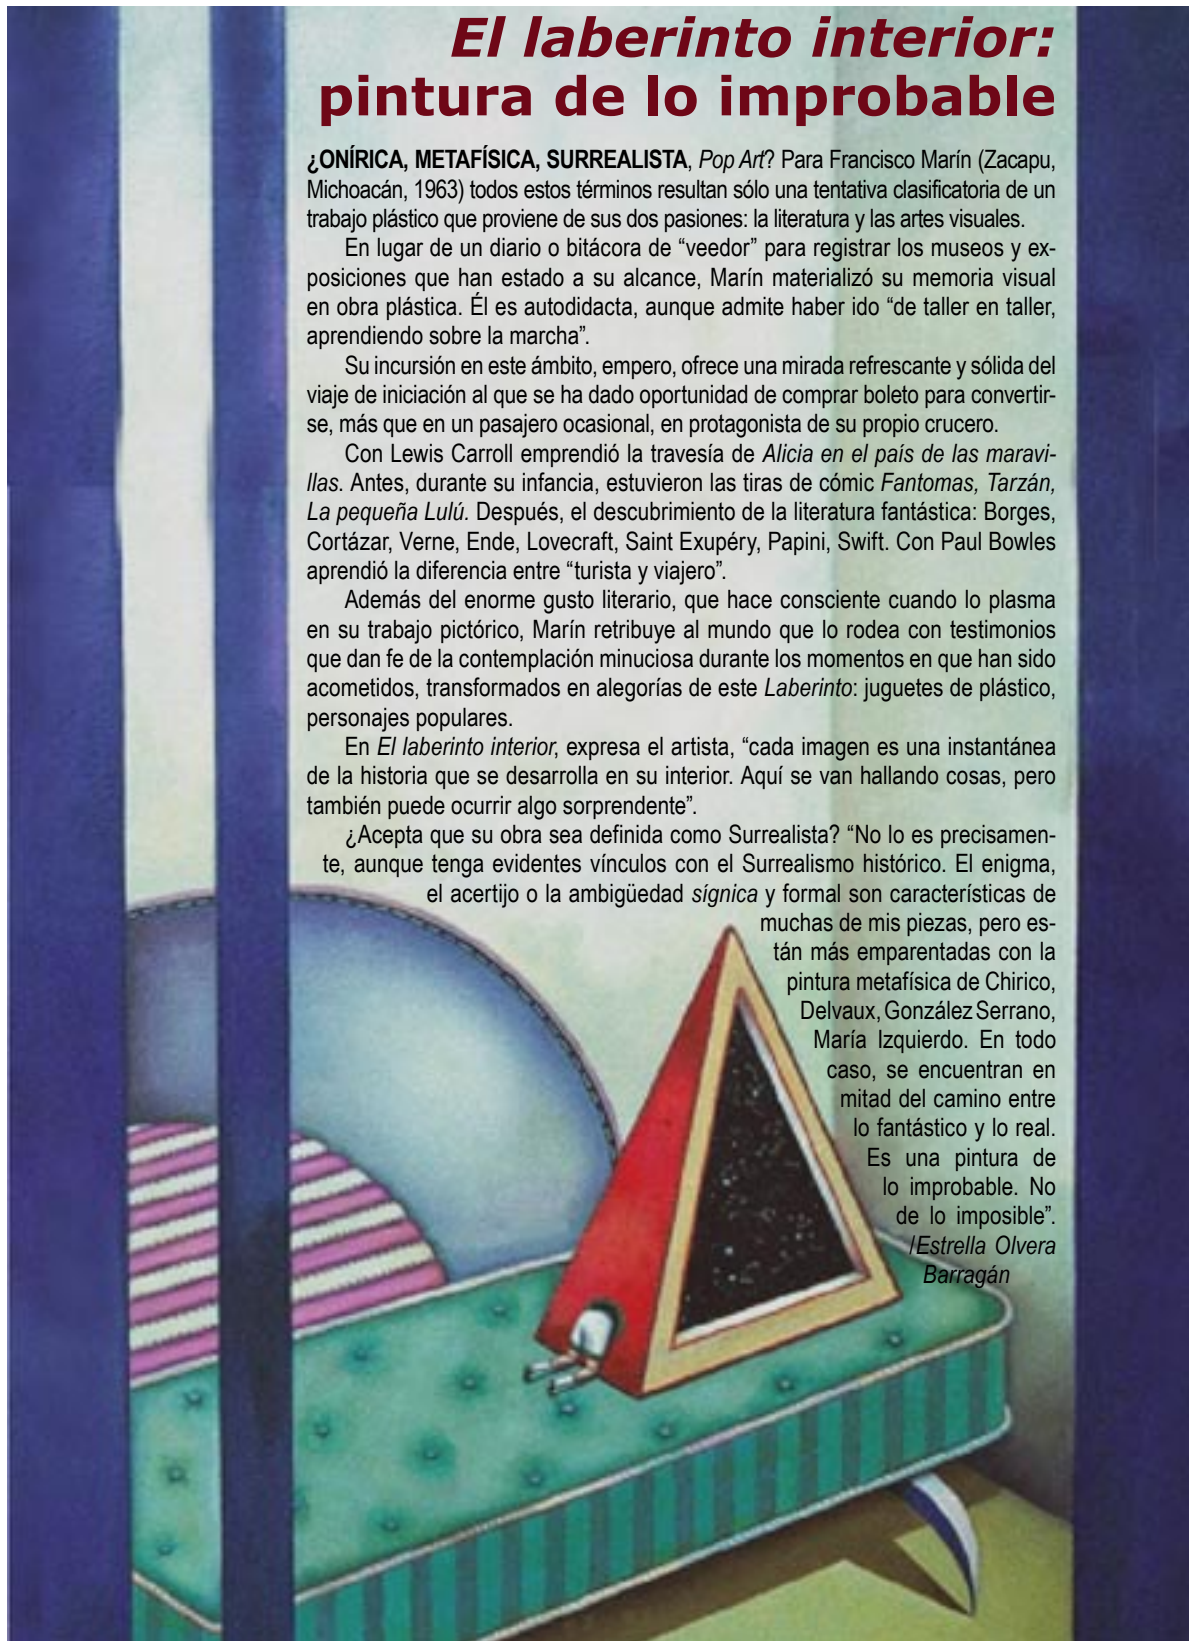 El laberinto interior:
pintura de lo improbable
¿ONÍRICA, METAFÍSICA, SURREALISTA, Pop Art? Para Francisco Marín (Zacapu,
Michoacán, 1963) todos estos términos resultan sólo una tentativa clasificatoria de un
trabajo plástico que proviene de sus dos pasiones: la literatura y las artes visuales.
En lugar de un diario o bitácora de “veedor” para registrar los museos y ex-
posiciones que han estado a su alcance, Marín materializó su memoria visual
en obra plástica. Él es autodidacta, aunque admite haber ido “de taller en taller,
aprendiendo sobre la marcha”.
Su incursión en este ámbito, empero, ofrece una mirada refrescante y sólida del
viaje de iniciación al que se ha dado oportunidad de comprar boleto para convertir-
se, más que en un pasajero ocasional, en protagonista de su propio crucero.
Con Lewis Carroll emprendió la travesía de Alicia en el país de las maravi-
llas. Antes, durante su infancia, estuvieron las tiras de cómic Fantomas, Tarzán,
La pequeña Lulú. Después, el descubrimiento de la literatura fantástica: Borges,
Cortázar, Verne, Ende, Lovecraft, Saint Exupéry, Papini, Swift. Con Paul Bowles
aprendió la diferencia entre “turista y viajero”.
Además del enorme gusto literario, que hace consciente cuando lo plasma
en su trabajo pictórico, Marín retribuye al mundo que lo rodea con testimonios
que dan fe de la contemplación minuciosa durante los momentos en que han sido
acometidos, transformados en alegorías de este Laberinto: juguetes de plástico,
personajes populares.
En El laberinto interior, expresa el artista, “cada imagen es una instantánea
de la historia que se desarrolla en su interior. Aquí se van hallando cosas, pero
también puede ocurrir algo sorprendente”.
¿Acepta que su obra sea definida como Surrealista? “No lo es precisamen-
te, aunque tenga evidentes vínculos con el Surrealismo histórico. El enigma,
el acertijo o la ambigüedad sígnica y formal son características de
muchas de mis piezas, pero es-
tán más emparentadas con la
pintura metafísica de Chirico,
Delvaux, González Serrano,
María Izquierdo. En todo
caso, se encuentran en
mitad del camino entre
lo fantástico y lo real.
Es una pintura de
lo improbable. No
de lo imposible”.
/Estrella Olvera
Barragán